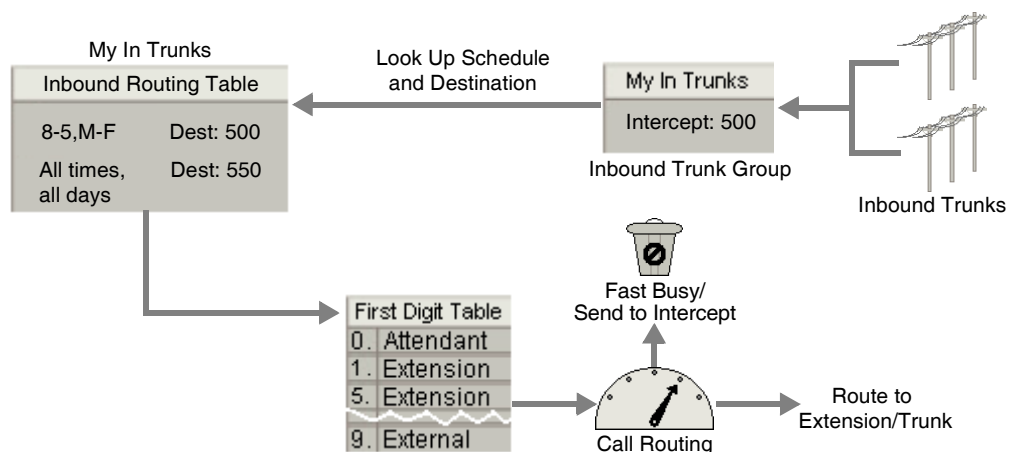 My In Trunks
Inbound Routing Table
8-5,M-F Dest: 500
All times, Dest: 550
all days
Look Up Schedule
and Destination
My In Trunks
Intercept: 500
Inbound Trunk Group
Inbound Trunks
First Digit Table
0. Attendant
1. Extension
5. Extension
9. External
Fast Busy/
Send to Intercept
Call Routing
Route to
Extension/Trunk